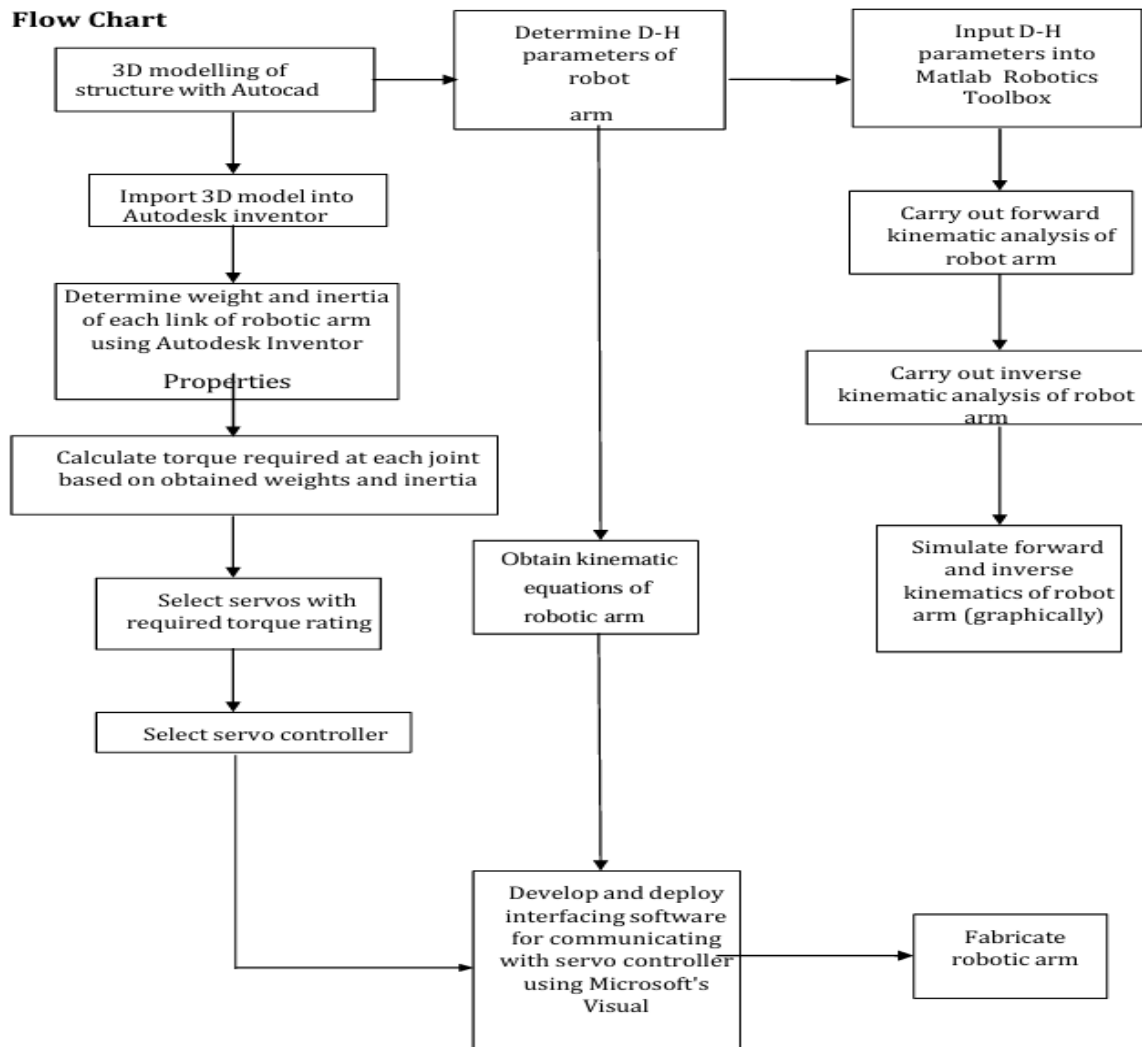 Flow Chart
3D modelling of
structure with Autocad
Determine D-H
parameters of
robot
arm
Input D-H
parameters into
Matlab Robotics
Toolbox
Import 3D model into
Autodesk inventor
Carry out forward
kinematic analysis of
robot arm
Determine weight and inertia
of each link of robotic arm
using Autodesk Inventor
Properties
Carry out inverse
kinematic analysis of robot
arm
Calculate torque required at each joint
based on obtained weights and inertia
Obtain kinematic
equations of
robotic arm
Simulate forward
and inverse
kinematics of robot
arm (graphically)
Select servos with
required torque rating
Select servo controller
Develop and deploy
interfacing software
for communicating
with servo controller
using Microsoft's
Visual
Fabricate
robotic arm